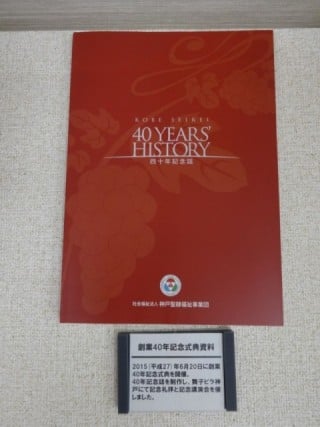 KOBE SEIREI
40 YEARS'
HISTORY
四十年記念誌
社会福祉法人 神戸聖隷福祉事業団
創業40年記念式典資料
2015(平成27)年6月20日に創業
40年記念式典を開催。
40年記念誌を制作し、舞子ビラ神
戸にて記念礼拝と記念講演会を催
しました。